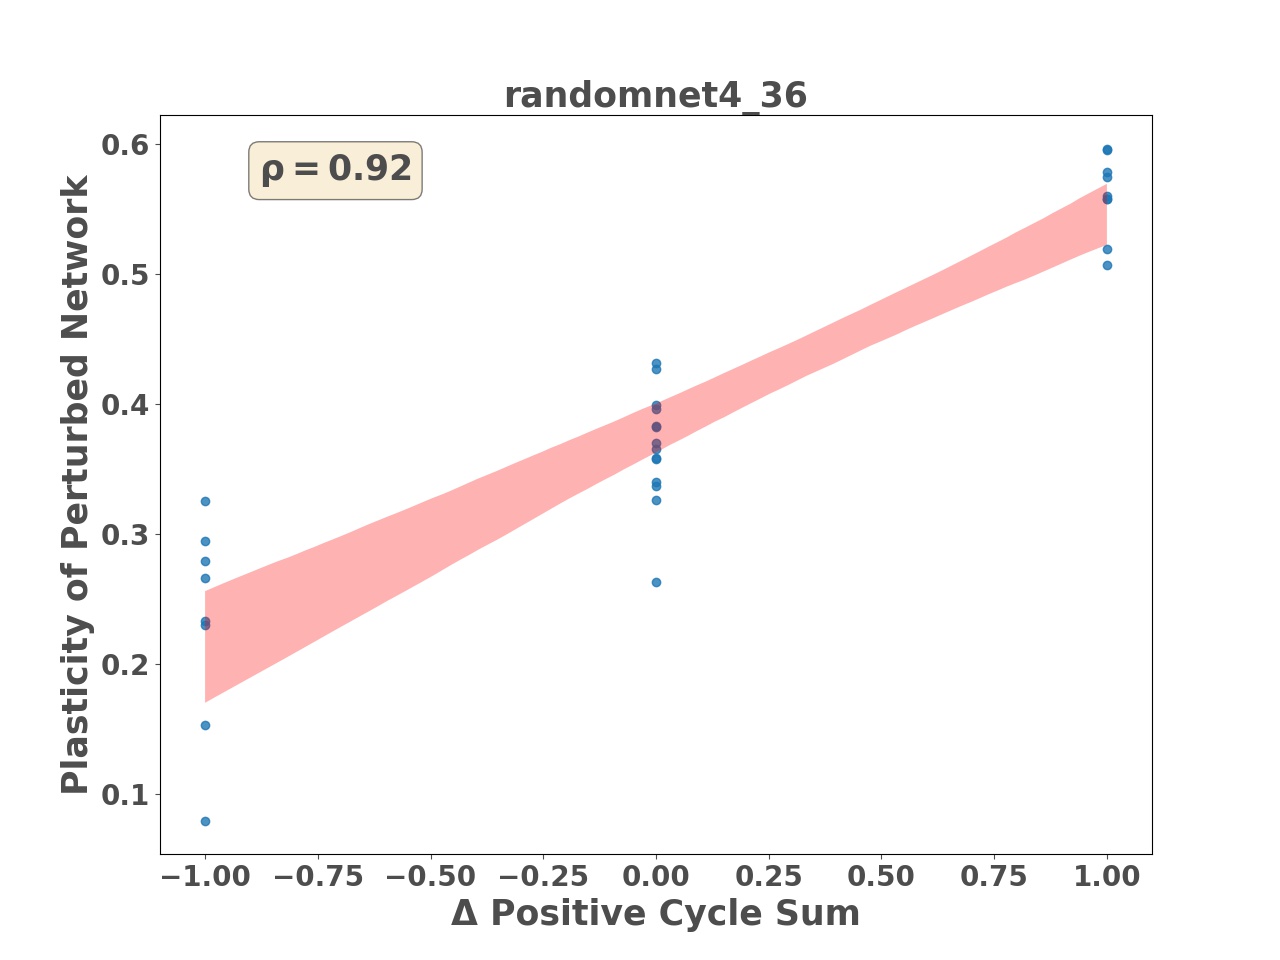 randomnet4_36
ρ = 0.92
Plasticity of Perturbed Network
0.6
0.5
0.4
0.3
0.2
0.1
−1.00 −0.75 −0.50 −0.25 0.00 0.25 0.50 0.75 1.00
Δ Positive Cycle Sum